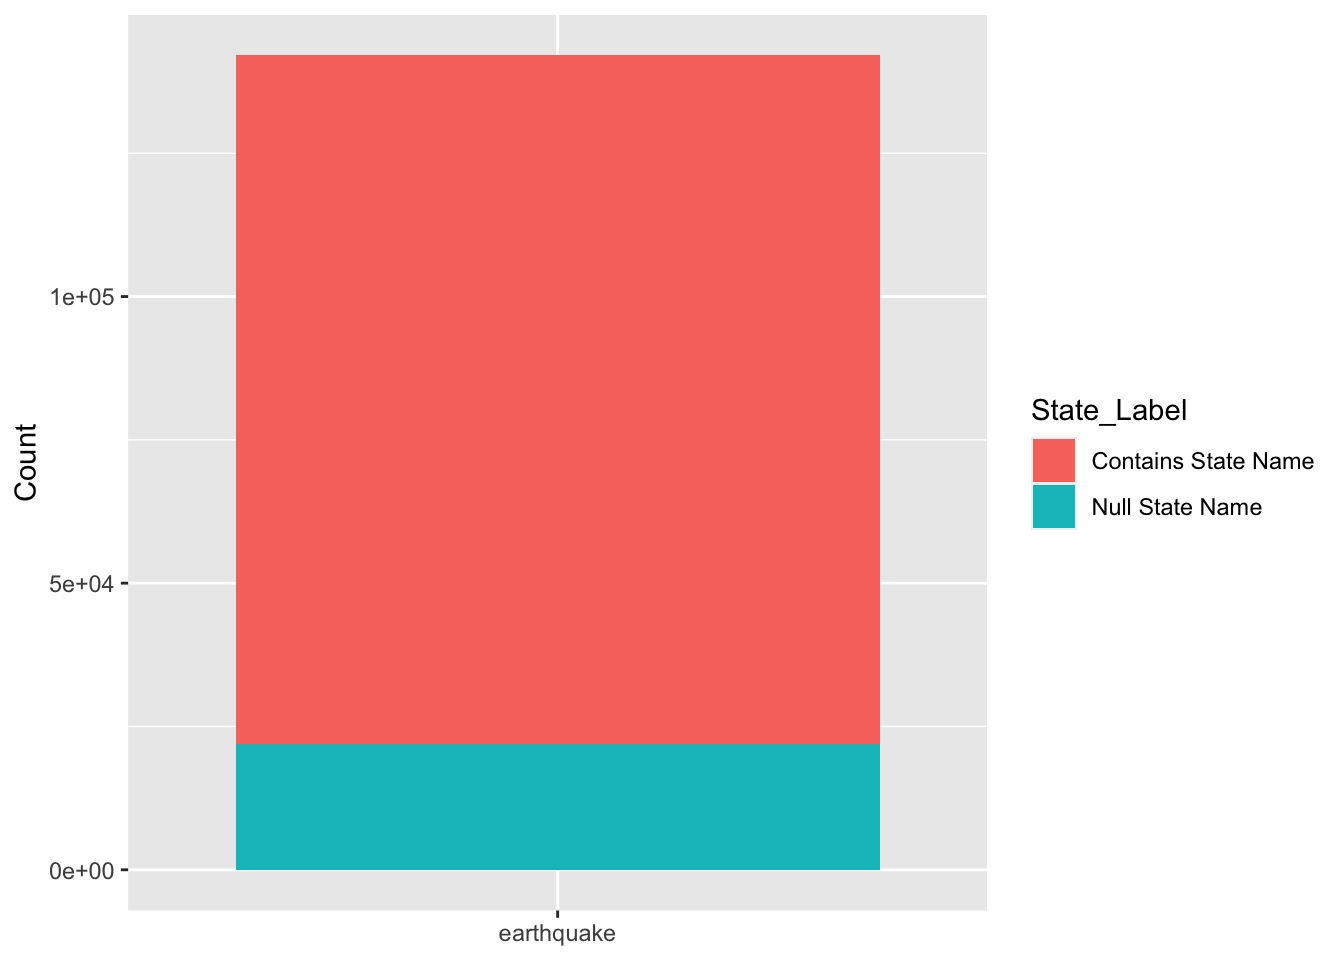 Count
1e+05
5e+04
0e+00
earthquake
State_Label
Contains State Name
Null State Name